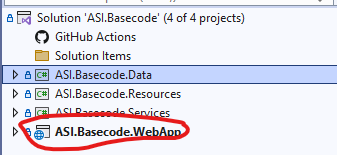 Solution 'ASI.Basecode' (4 of 4 projects)
GitHub Actions
Solution Items
C# ASI.Basecode.Data
C# ASI.Basecode.Resources
C# ASI.Basecode.Services
ASI.Basecode.WebApp